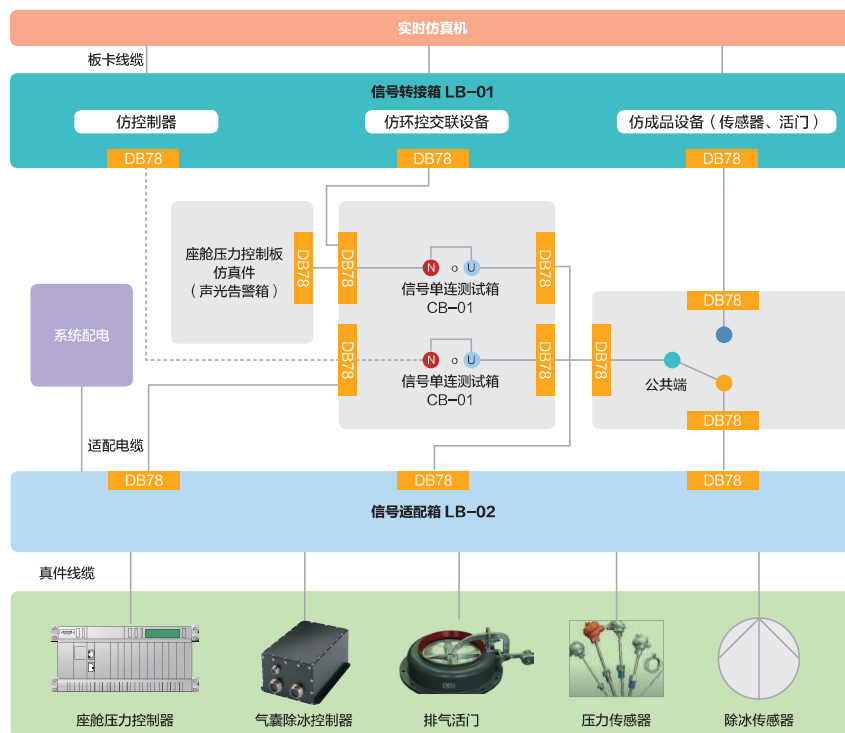 实时仿真机
板卡线缆
信号转接箱 LB-01
仿控制器
仿环控交联设备
仿成品设备（传感器、活门）
DB78
DB78
DB78
座舱压力控制板
仿真件
（声光告警箱）
DB78
DB78
N o U
信号单连测试箱
CB-01
DB78
DB78
系统配电
DB78
N o U
信号单连测试箱
CB-01
DB78
DB78
公共端
DB78
适配电缆
DB78
DB78
DB78
信号适配箱 LB-02
真件线缆
座舱压力控制器
气囊除冰控制器
排气活门
压力传感器
除冰传感器